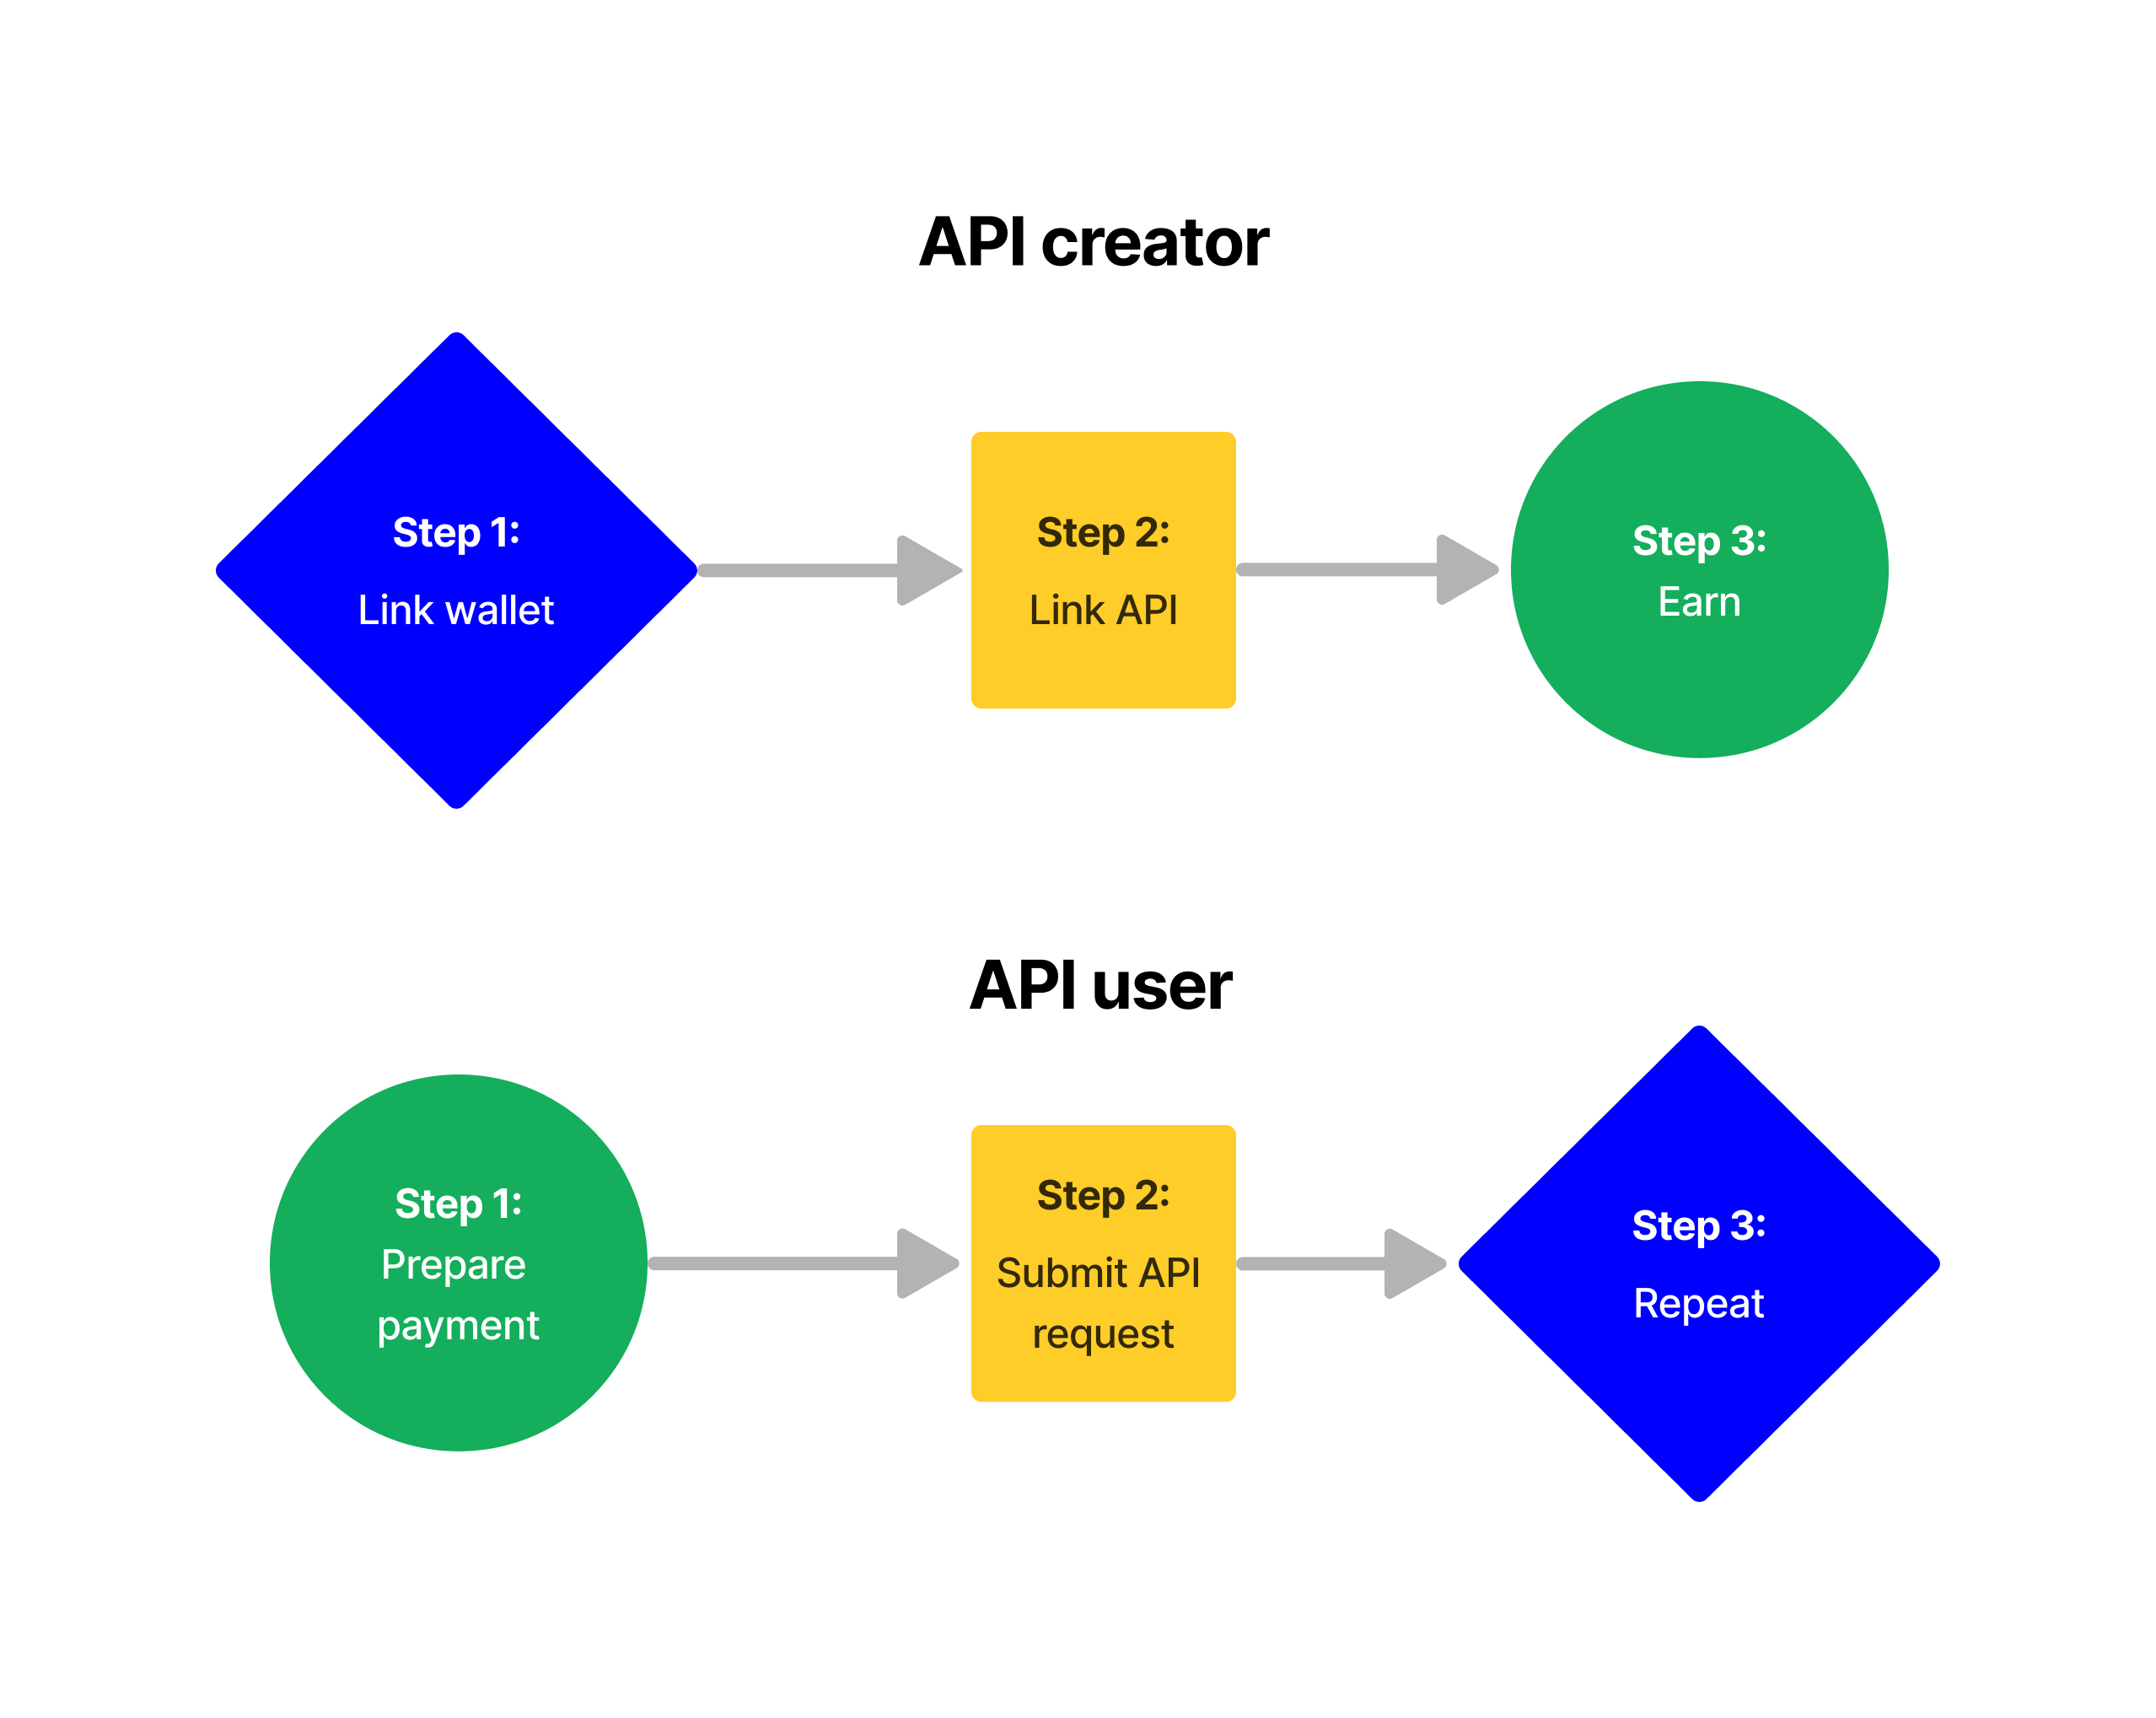 API creator
Step 1:
Link wallet
Step 2:
Link API
Step 3:
Earn
API user
Step 1:
Prepare
payment
Step 2:
Submit API
request
Step 3:
Repeat